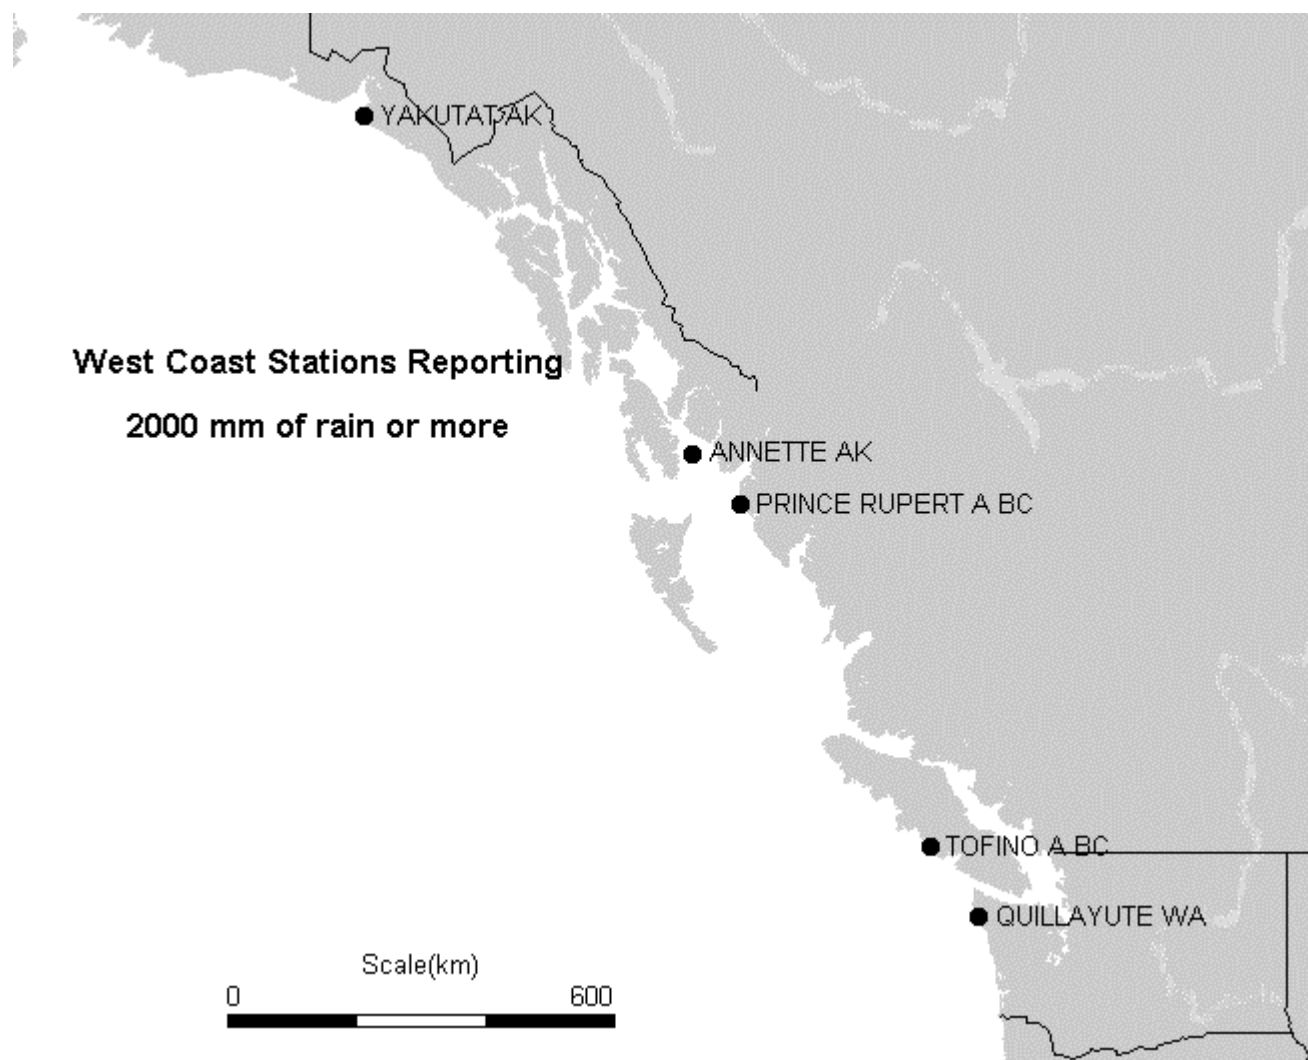 YAKUTAT AK
West Coast Stations Reporting
2000 mm of rain or more
ANNETTE AK
PRINCE RUPERT A BC
TOFINO A BC
QUILLAYUTE WA
Scale(km)
0 600